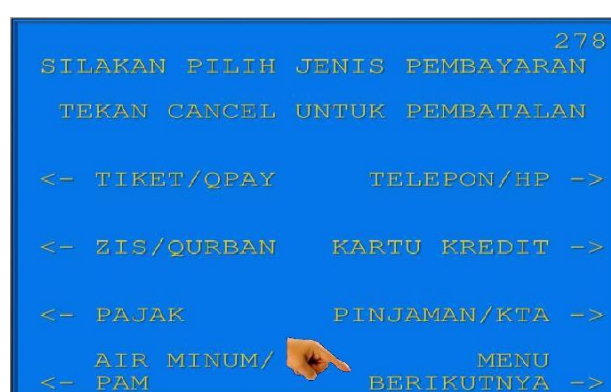 278
SILAKAN PILIH JENIS PEMBAYARAN
TEKAN CANCEL UNTUK PEMBATALAN
<- TIKET/QPAY TELEPON/HP ->
<- ZIS/QURBAN KARTU KREDIT ->
<- PAJAK PINJAMAN/KTA ->
AIR MINUM/ MENU
<- PAM BERIKUTNYA ->